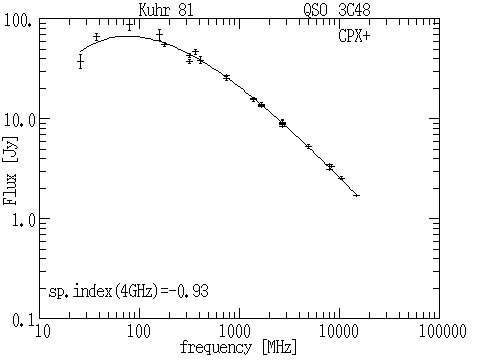 Kuhr 81 QSO 3C48
CPX+
100.
10.0
1.0
0.1
Flux [Jy]
sp.index(4GHz)=-0.93
10 100 1000 10000 100000
frequency [MHz]